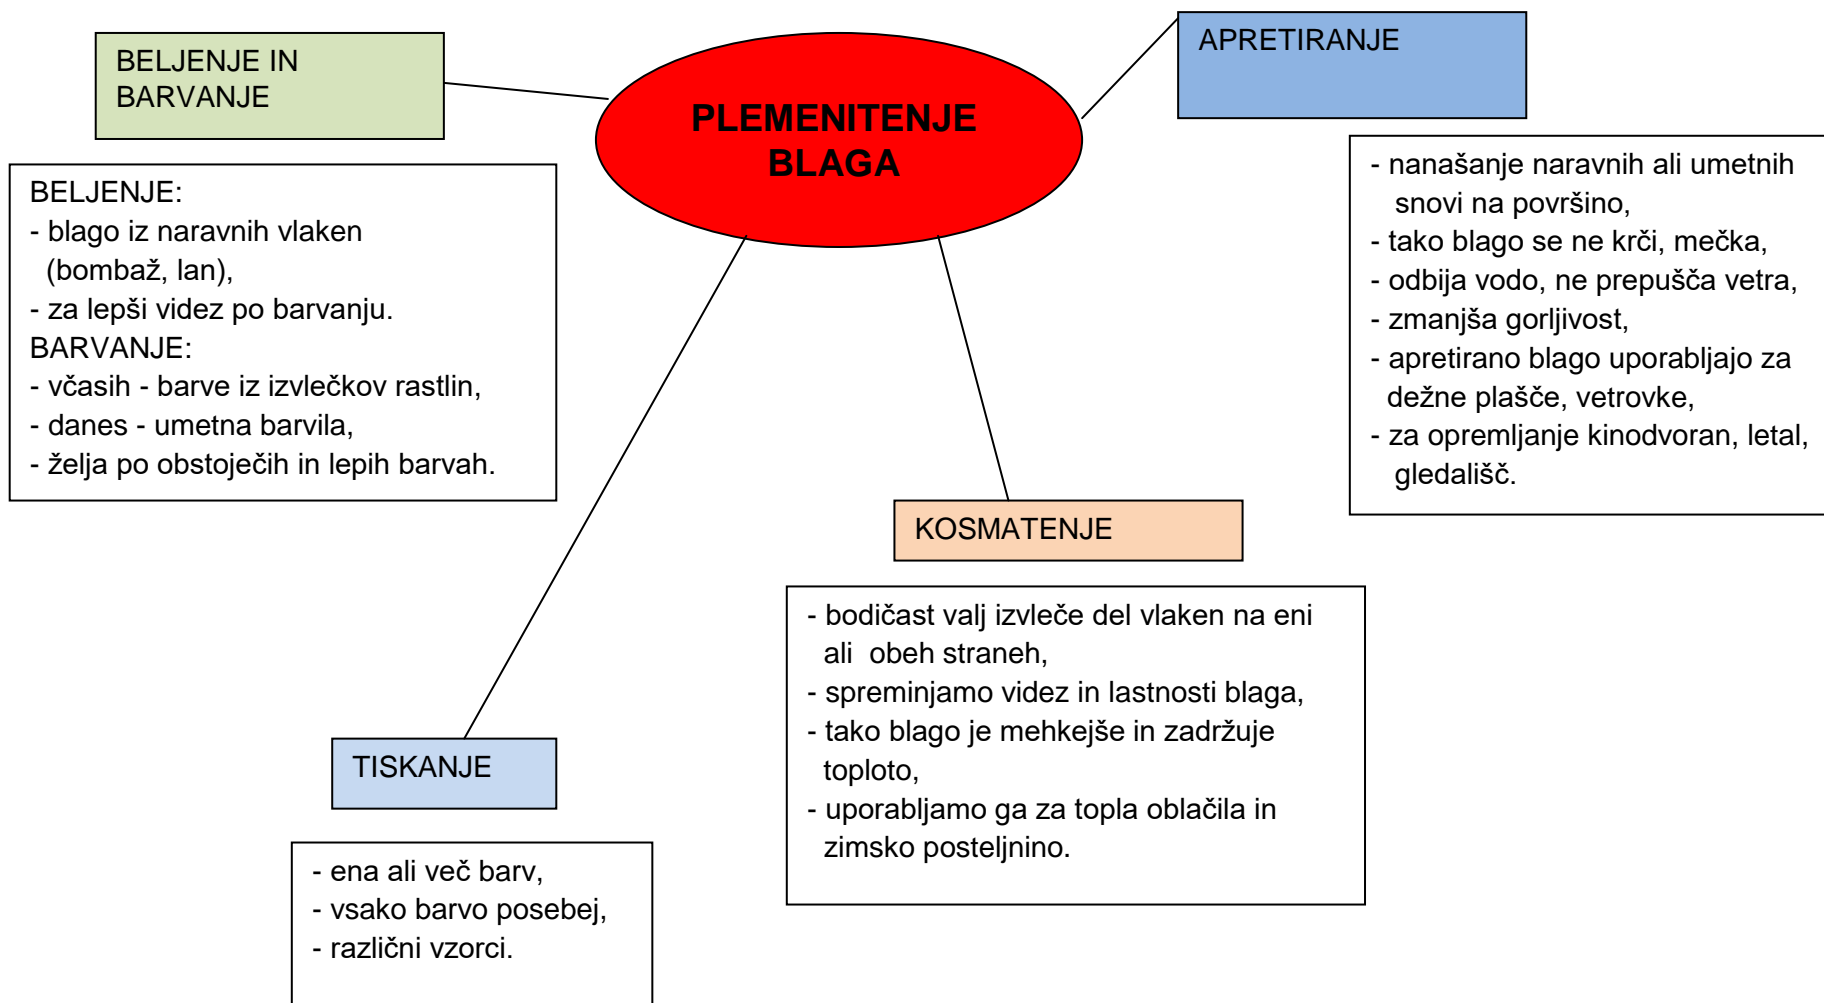 PLEMENITENJE
BLAGA
BELJENJE IN
BARVANJE
BELJENJE:
- blago iz naravnih vlaken
(bombaž, lan),
- za lepši videz po barvanju.
BARVANJE:
- včasih - barve iz izvlečkov rastlin,
- danes - umetna barvila,
- želja po obstoječih in lepih barvah.
APRETIRANJE
- nanašanje naravnih ali umetnih
snovi na površino,
- tako blago se ne krči, mečka,
- odbija vodo, ne prepušča vetra,
- zmanjša gorljivost,
- apretirano blago uporabljajo za
dežne plašče, vetrovke,
- za opremljanje kinodvoran, letal,
gledališč.
KOSMATENJE
- bodičast valj izvleče del vlaken na eni
ali obeh straneh,
- spreminjamo videz in lastnosti blaga,
- tako blago je mehkejše in zadržuje
toploto,
- uporabljamo ga za topla oblačila in
zimsko posteljnino.
TISKANJE
- ena ali več barv,
- vsako barvo posebej,
- različni vzorci.